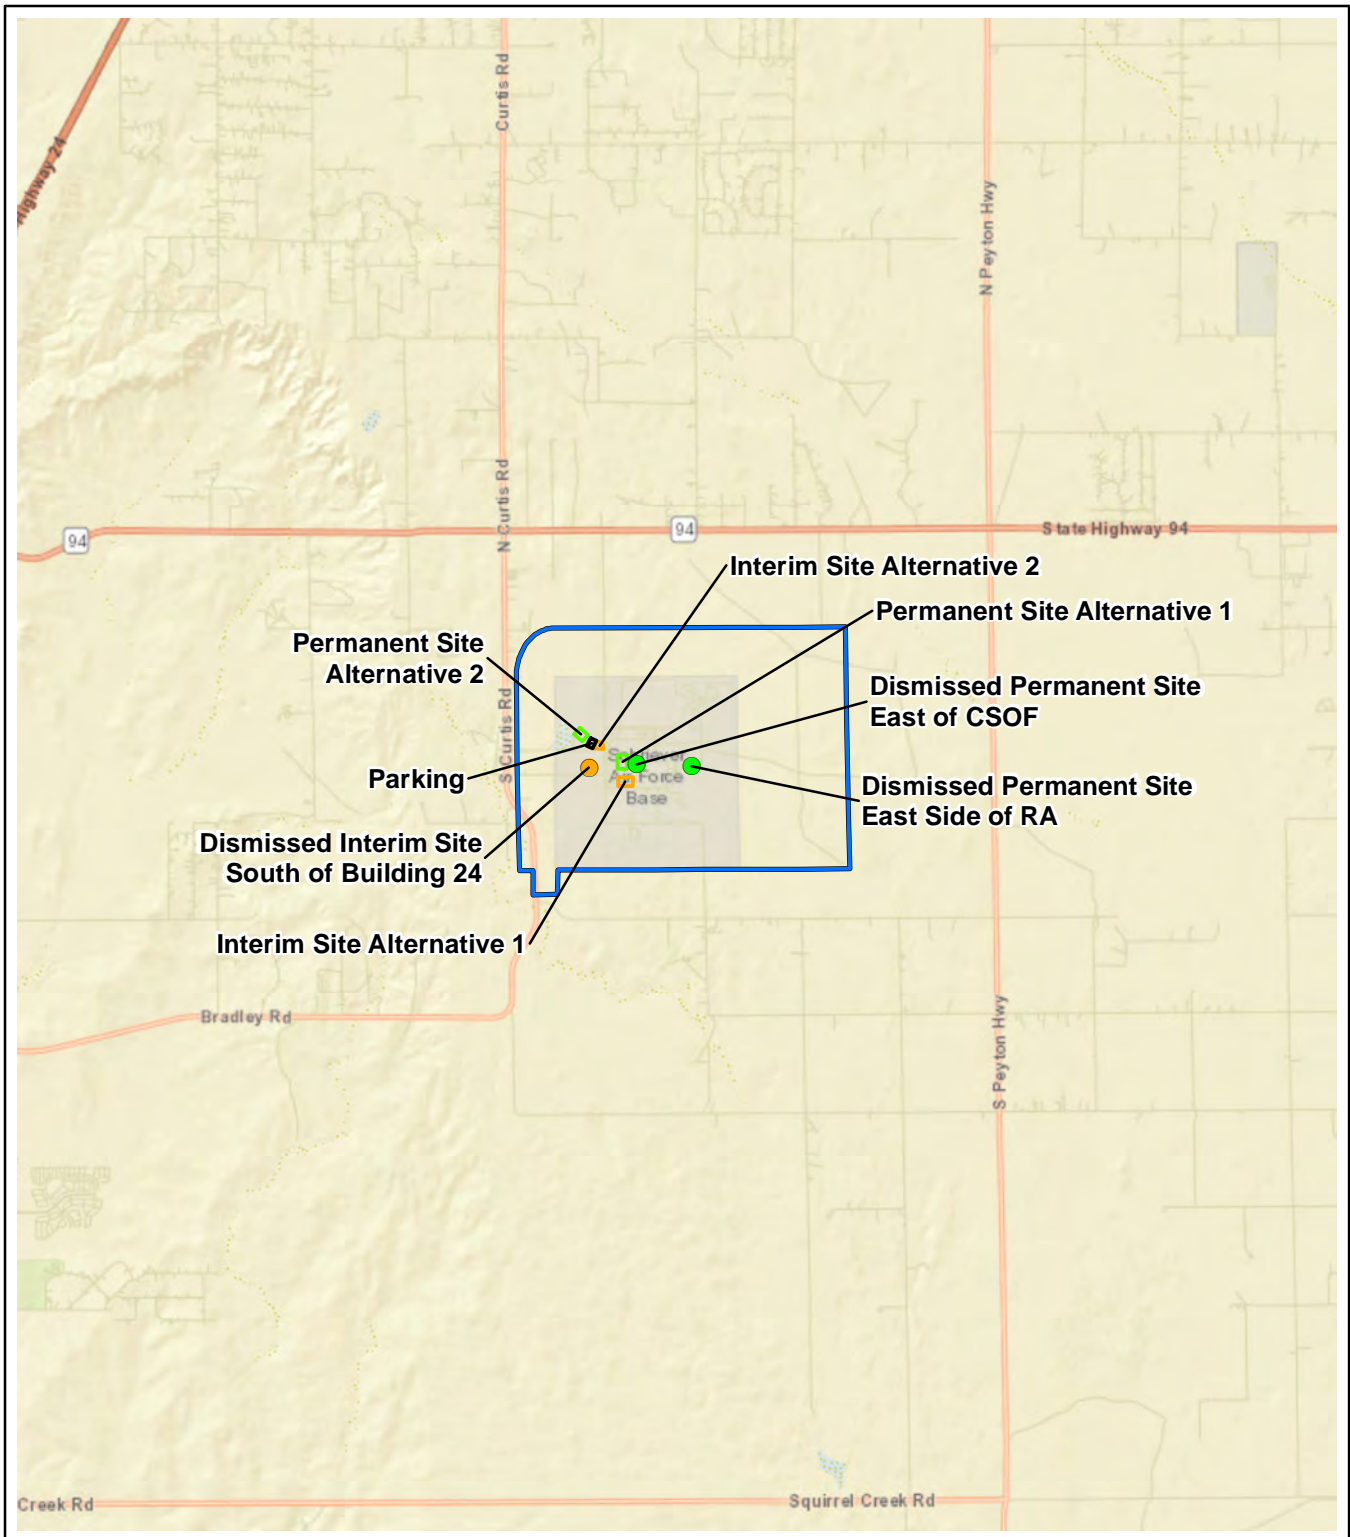 Highway 24
Curtis Rd
N Peyton Hwy
N Curtis Rd
94
94
State Highway 94
Interim Site Alternative 2
Permanent Site Alternative 1
Permanent Site
Alternative 2
Dismissed Permanent Site
East of CSOF
S Curtis Rd
Schriever
Air Force
Base
Parking
Dismissed Permanent Site
East Side of RA
Dismissed Interim Site
South of Building 24
Interim Site Alternative 1
Bradley Rd
S Peyton Hwy
Creek Rd
Squirrel Creek Rd